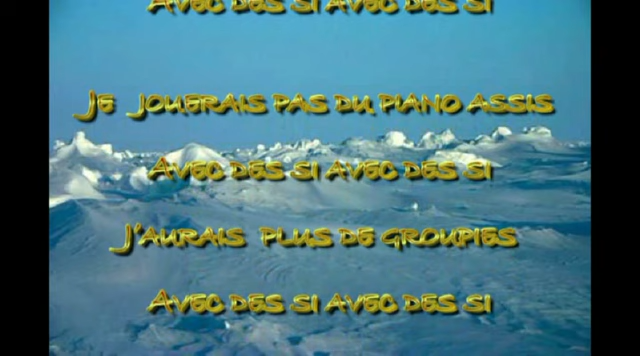 Avec des si avec des si
Je jouerais pas du piano assis
Avec des si avec des si
J'aurais plus de groupies
Avec des si avec des si